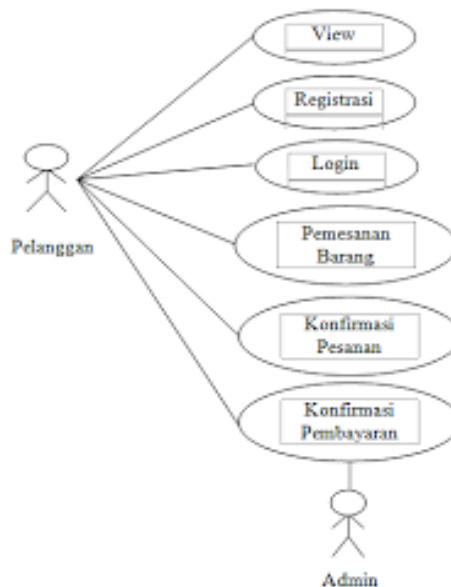 View
Registrasi
Login
Pelanggan
Pemesanan
Barang
Konfirmasi
Pesanan
Konfirmasi
Pembayaran
Admin